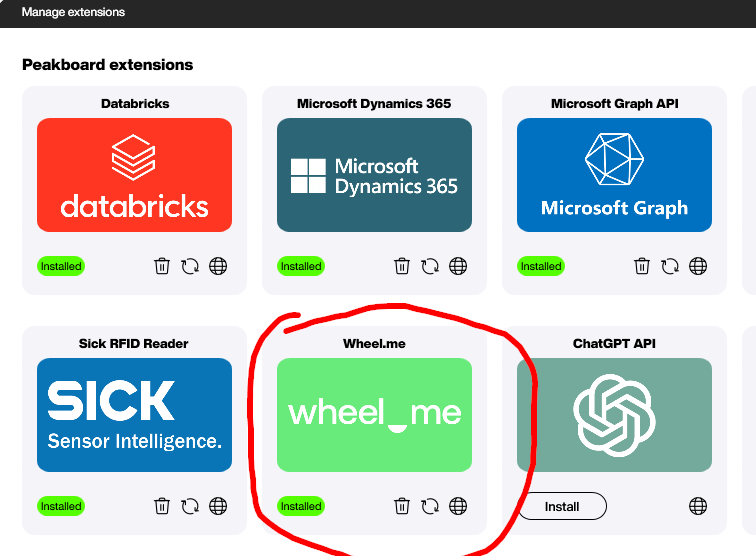 Manage extensions
Peakboard extensions
Databricks
Microsoft Dynamics 365
Microsoft Graph API
databricks
Microsoft
Dynamics 365
Microsoft Graph
Installed
Installed
Installed
Sick RFID Reader
Wheel.me
ChatGPT API
SICK
Sensor Intelligence.
wheel_me
Installed
Installed
Install